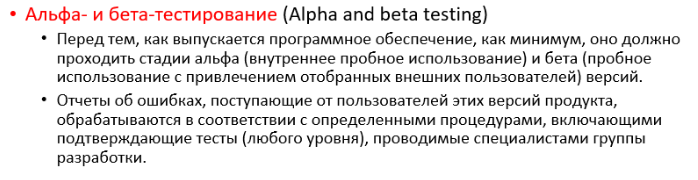 • Альфа- и бета-тестирование (Alpha and beta testing)
• Перед тем, как выпускается программное обеспечение, как минимум, оно должно
проходить стадии альфа (внутреннее пробное использование) и бета (пробное
использование с привлечением отобранных внешних пользователей) версий.
• Отчеты об ошибках, поступающие от пользователей этих версий продукта,
обрабатываются в соответствии с определенными процедурами, включающими
подтверждающие тесты (любого уровня), проводимые специалистами группы
разработки.